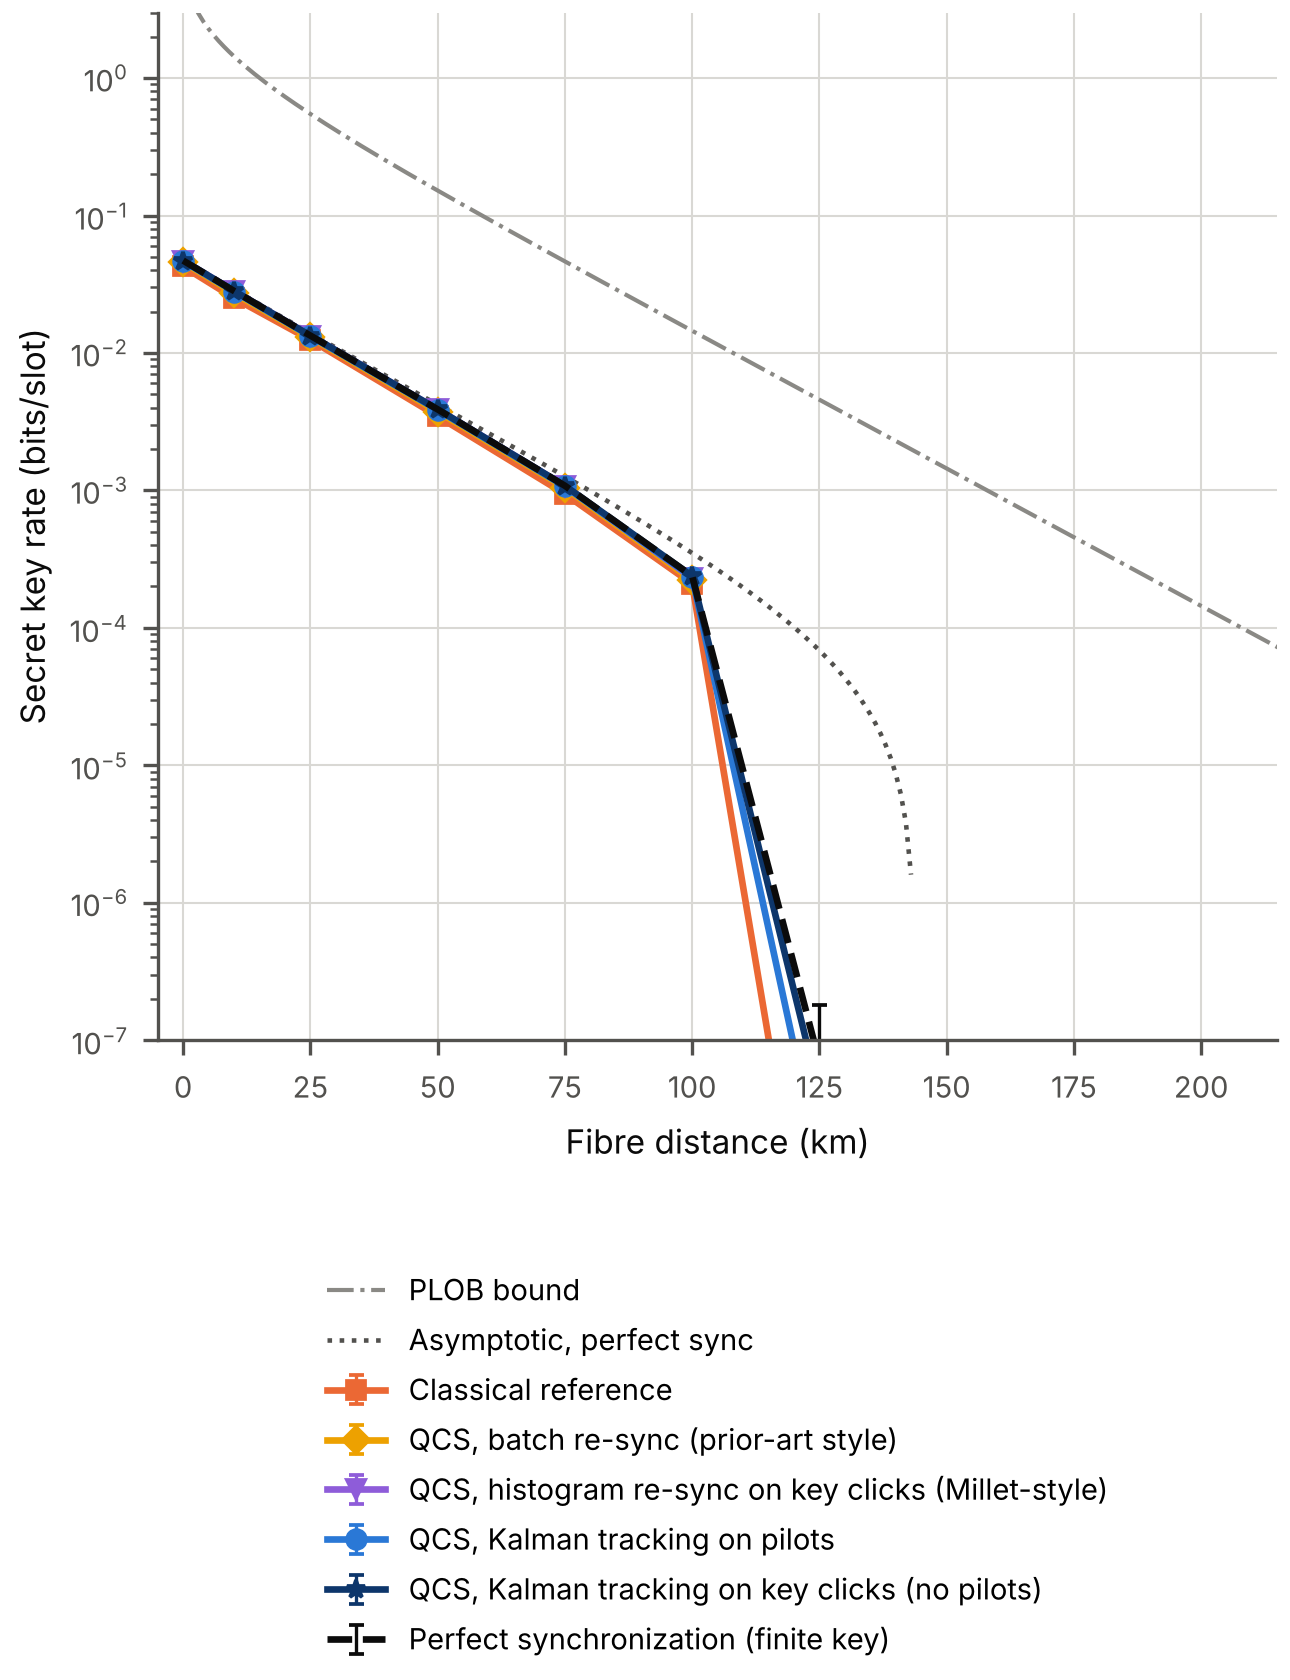 10⁰
10⁻¹
10⁻²
10⁻³
10⁻⁴
10⁻⁵
10⁻⁶
10⁻⁷
Secret key rate (bits/slot)
0 25 50 75 100 125 150 175 200
Fibre distance (km)
PLOB bound
Asymptotic, perfect sync
Classical reference
QCS, batch re-sync (prior-art style)
QCS, histogram re-sync on key clicks (Millet-style)
QCS, Kalman tracking on pilots
QCS, Kalman tracking on key clicks (no pilots)
Perfect synchronization (finite key)